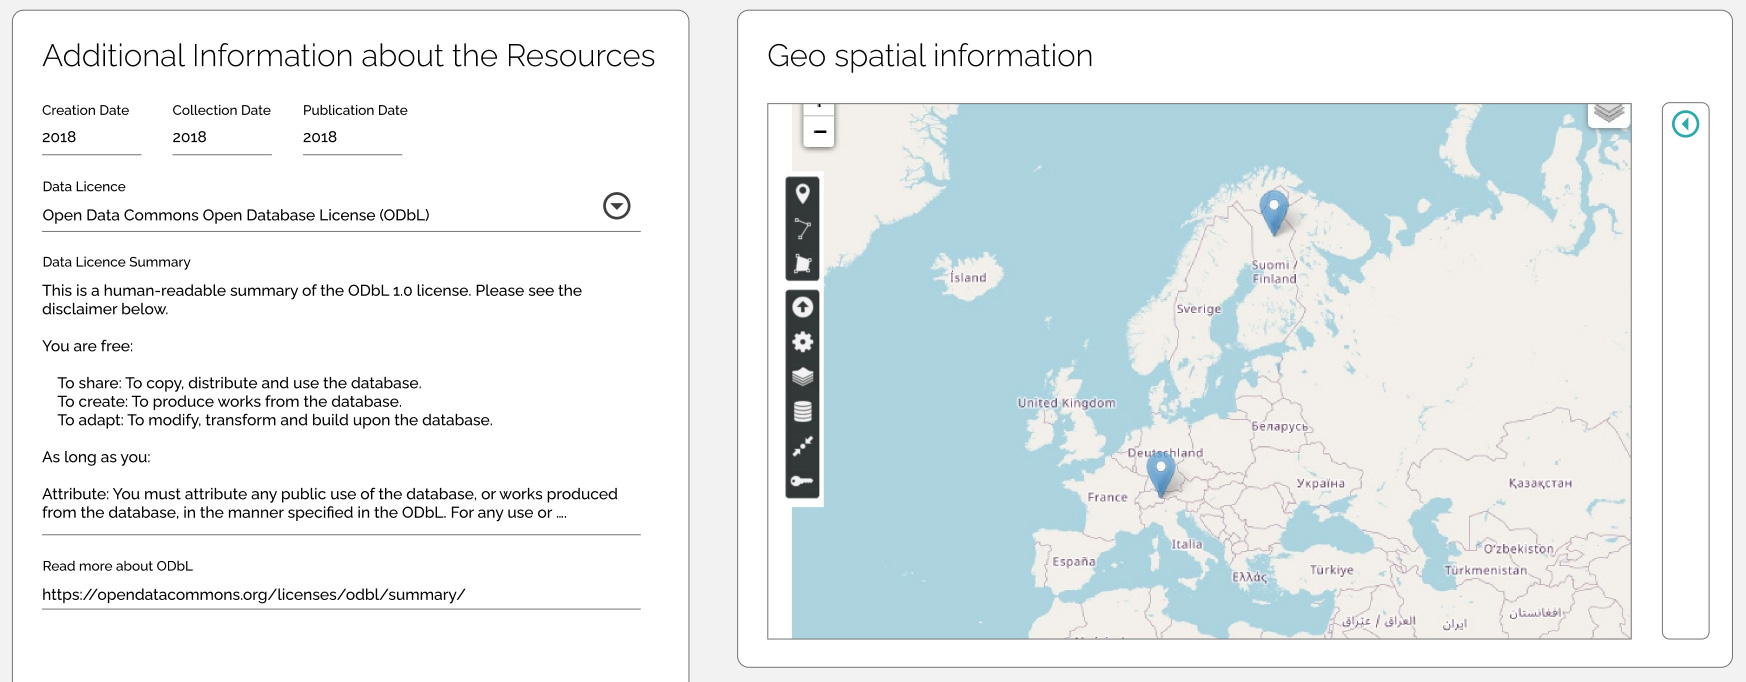 Additional Information about the Resources
Creation Date
Collection Date
Publication Date
2018
2018
2018
Data Licence
Open Data Commons Open Database License (ODbL)
Data Licence Summary
This is a human-readable summary of the ODbL 1.0 license. Please see the
disclaimer below.
You are free:
To share: To copy, distribute and use the database.
To create: To produce works from the database.
To adapt: To modify, transform and build upon the database.
As long as you:
Attribute: You must attribute any public use of the database, or works produced
from the database, in the manner specified in the ODbL. For any use or ....
Read more about ODbL
https://opendatacommons.org/licenses/odbl/summary/
Geo spatial information
Ísland
Suomi /
Finland
Sverige
United Kingdom
Беларусь
Deutschland
France
Україна
Қазақстан
Italia
España
Ελλάς
Türkiye
O'zbekiston
Türkmenistan
العراق / عێراق
ایران
افغانستان